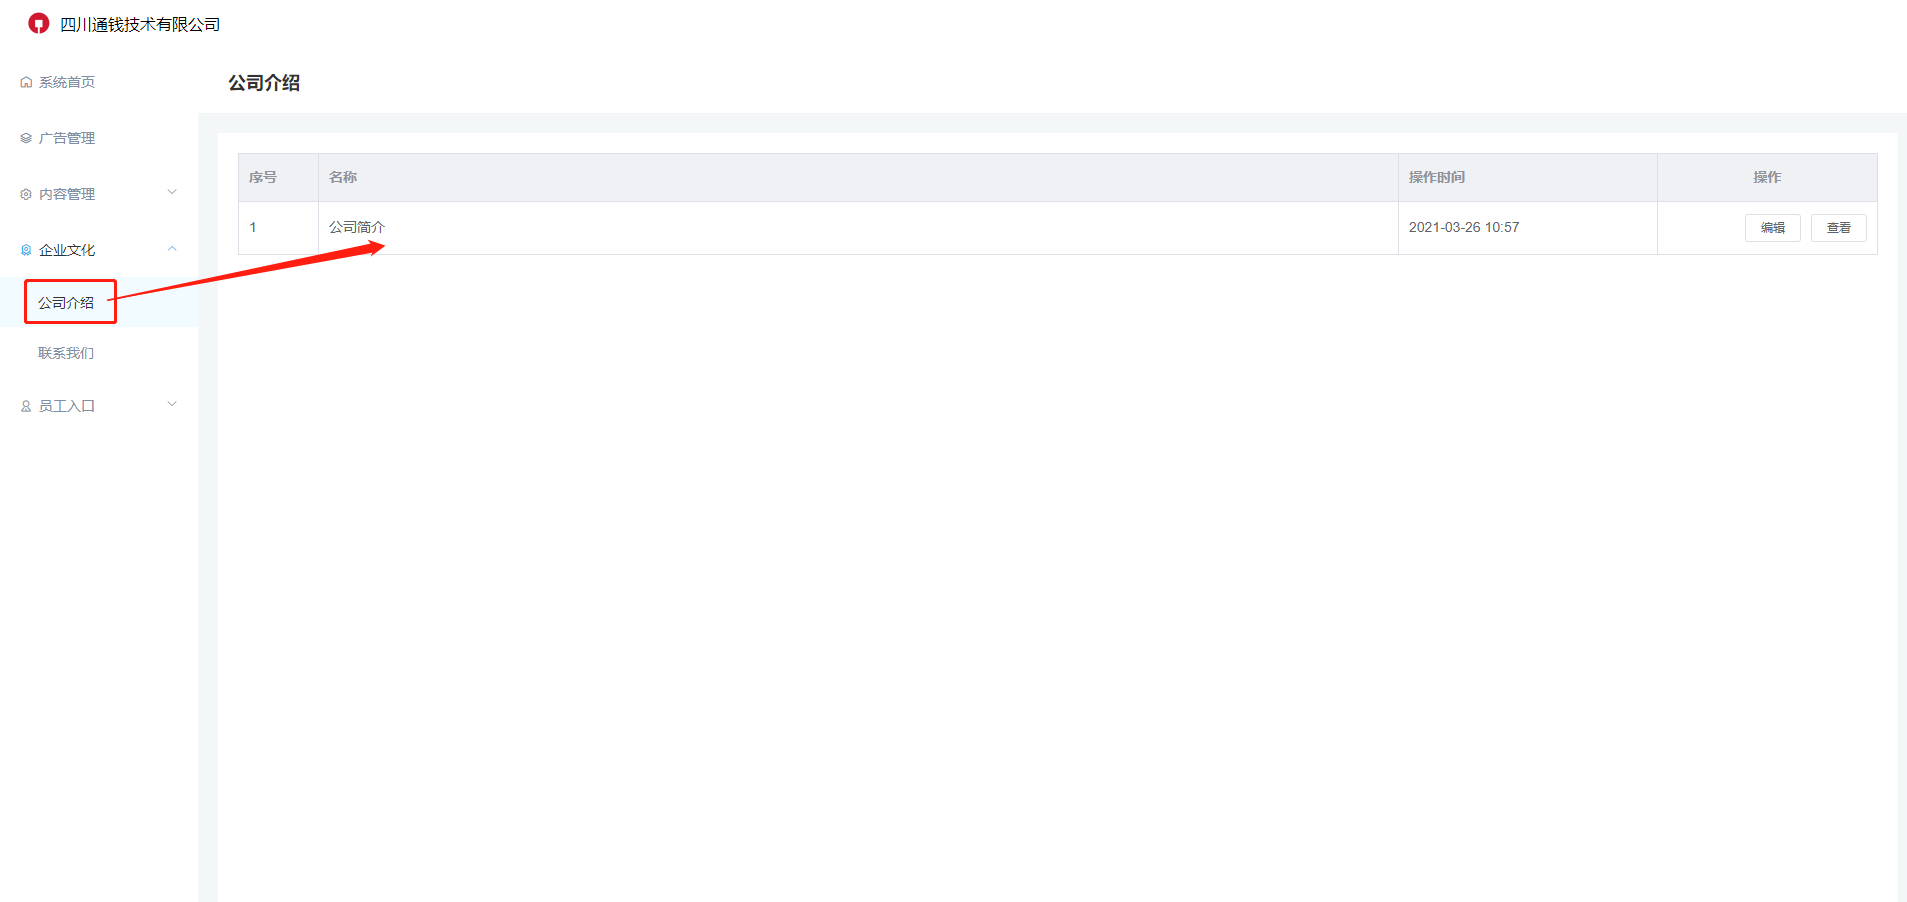 四川通钱技术有限公司
系统首页
广告管理
内容管理
企业文化
公司介绍
联系我们
员工入口
公司介绍
序号 名称 操作时间 操作
1 公司简介 2021-03-26 10:57 编辑 查看